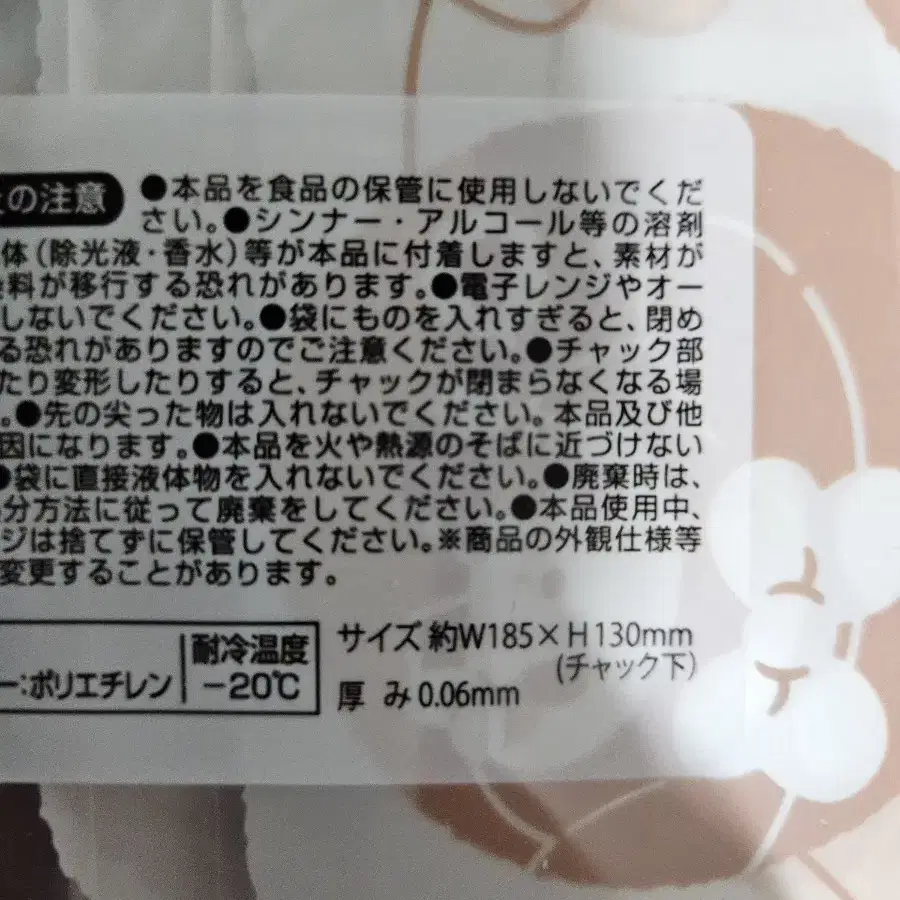 の注意 ●本品を食品の保管に使用しないでくだ
さい。●シンナー・アルコール等の溶剤
体(除光液・香水)等が本品に付着しますと、素材が
料が移行する恐れがあります。●電子レンジやオー
しないでください。●袋にものを入れすぎると、閉め
る恐れがありますのでご注意ください。●チャック部
たり変形したりすると、チャックが閉まらなくなる場
。●先の尖った物は入れないでください。本品及び他
因になります。●本品を火や熱源のそばに近づけない
●袋に直接液体物を入れないでください。●廃棄時は、
分方法に従って廃棄をしてください。●本品使用中、
ジは捨てずに保管してください。※商品の外観仕様等
変更することがあります。
ー:ポリエチレン
耐冷温度
-20℃
サイズ 約W185×H130mm
(チャック下)
厚 み 0.06mm